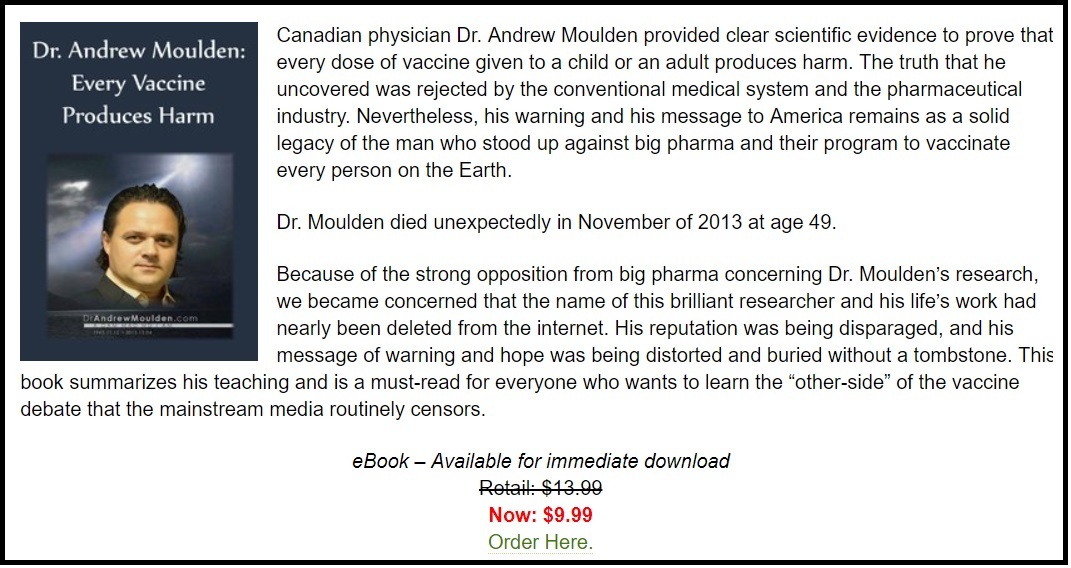 Dr. Andrew Moulden:
Every Vaccine
Produces Harm
DrAndrewMoulden.com
Canadian physician Dr. Andrew Moulden provided clear scientific evidence to prove that
every dose of vaccine given to a child or an adult produces harm. The truth that he
uncovered was rejected by the conventional medical system and the pharmaceutical
industry. Nevertheless, his warning and his message to America remains as a solid
legacy of the man who stood up against big pharma and their program to vaccinate
every person on the Earth.
Dr. Moulden died unexpectedly in November of 2013 at age 49.
Because of the strong opposition from big pharma concerning Dr. Moulden’s research,
we became concerned that the name of this brilliant researcher and his life’s work had
nearly been deleted from the internet. His reputation was being disparaged, and his
message of warning and hope was being distorted and buried without a tombstone. This
book summarizes his teaching and is a must-read for everyone who wants to learn the “other-side” of the vaccine
debate that the mainstream media routinely censors.
eBook – Available for immediate download
Retail: $13.99
Now: $9.99
Order Here.